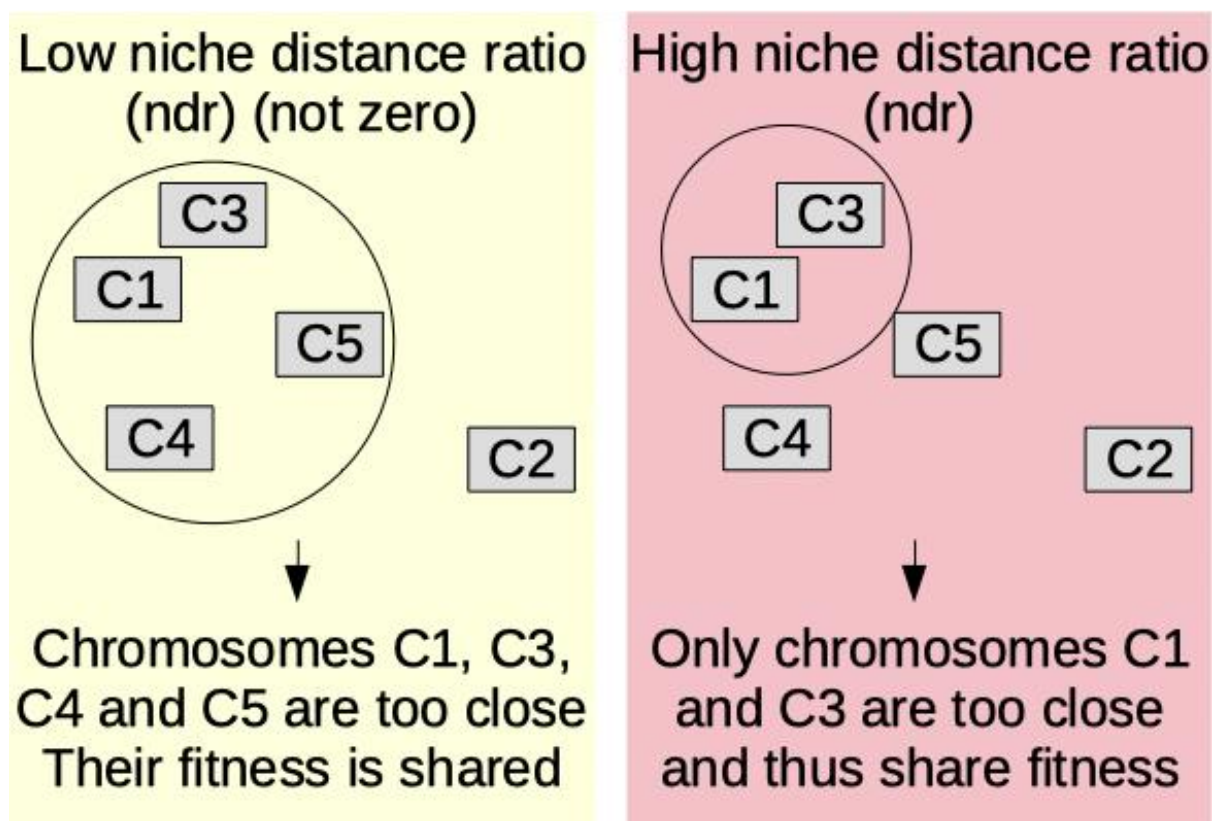 Low niche distance ratio
(ndr) (not zero)
C3
C1
C5
C4
C2
Chromosomes C1, C3,
C4 and C5 are too close
Their fitness is shared
High niche distance ratio
(ndr)
C3
C1
C5
C4
C2
Only chromosomes C1
and C3 are too close
and thus share fitness